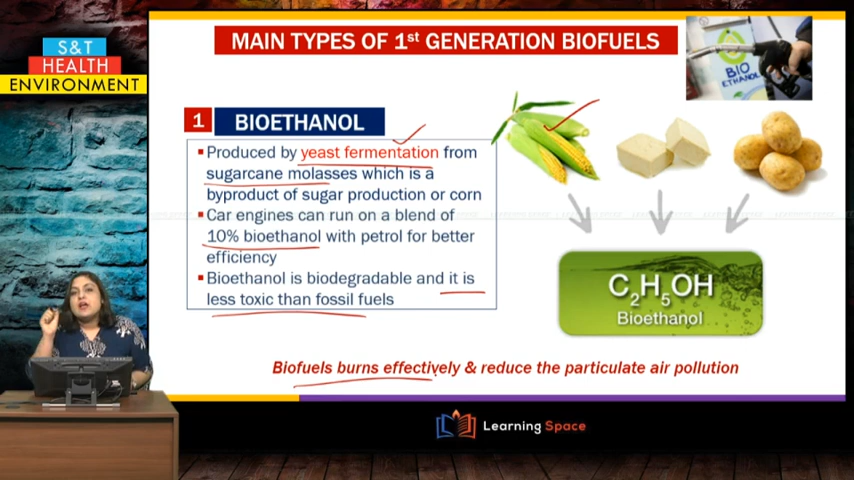 S&T
HEALTH
ENVIRONMENT
MAIN TYPES OF 1st GENERATION BIOFUELS
BIO
ETHANOL
1 BIOETHANOL
▪Produced by yeast fermentation from
sugarcane molasses which is a
byproduct of sugar production or corn
▪Car engines can run on a blend of
10% bioethanol with petrol for better
efficiency
▪Bioethanol is biodegradable and it is
less toxic than fossil fuels
C2H5OH
Bioethanol
Biofuels burns effectively & reduce the particulate air pollution
Learning Space